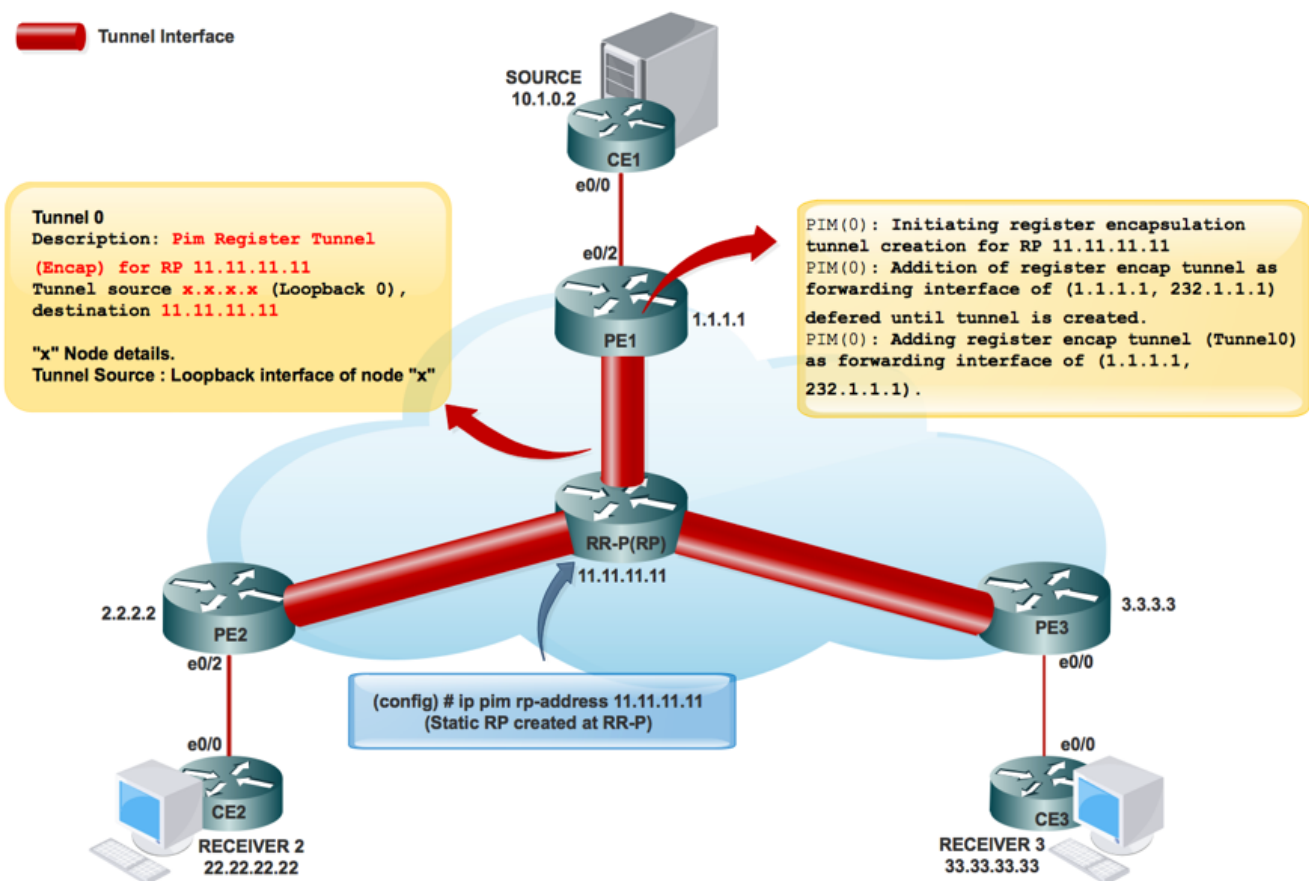 Tunnel Interface
SOURCE
10.1.0.2
CE1
e0/0
Tunnel 0
Description: Pim Register Tunnel
(Encap) for RP 11.11.11.11
Tunnel source x.x.x.x (Loopback 0),
destination 11.11.11.11
"x" Node details.
Tunnel Source : Loopback interface of node "x"
PIM(0): Initiating register encapsulation
tunnel creation for RP 11.11.11.11
PIM(0): Addition of register encap tunnel as
forwarding interface of (1.1.1.1, 232.1.1.1)
defered until tunnel is created.
PIM(0): Adding register encap tunnel (Tunnel0)
as forwarding interface of (1.1.1.1,
232.1.1.1).
e0/2
1.1.1.1
PE1
RR-P(RP)
11.11.11.11
2.2.2.2
PE2
e0/2
3.3.3.3
PE3
e0/0
(config) # ip pim rp-address 11.11.11.11
(Static RP created at RR-P)
e0/0
CE2
RECEIVER 2
22.22.22.22
e0/0
CE3
RECEIVER 3
33.33.33.33